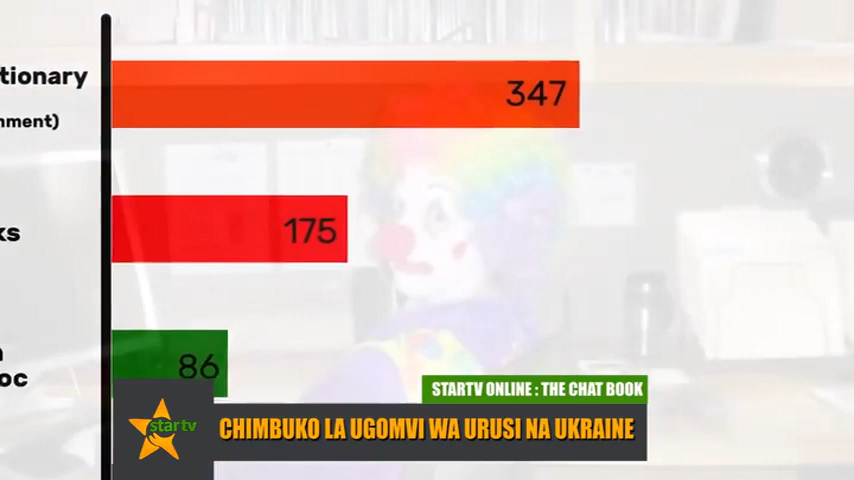 tionary
347
nment)
ks
175
86
oc
STARTV ONLINE : THE CHAT BOOK
startv
CHIMBUKO LA UGOMVI WA URUSI NA UKRAINE